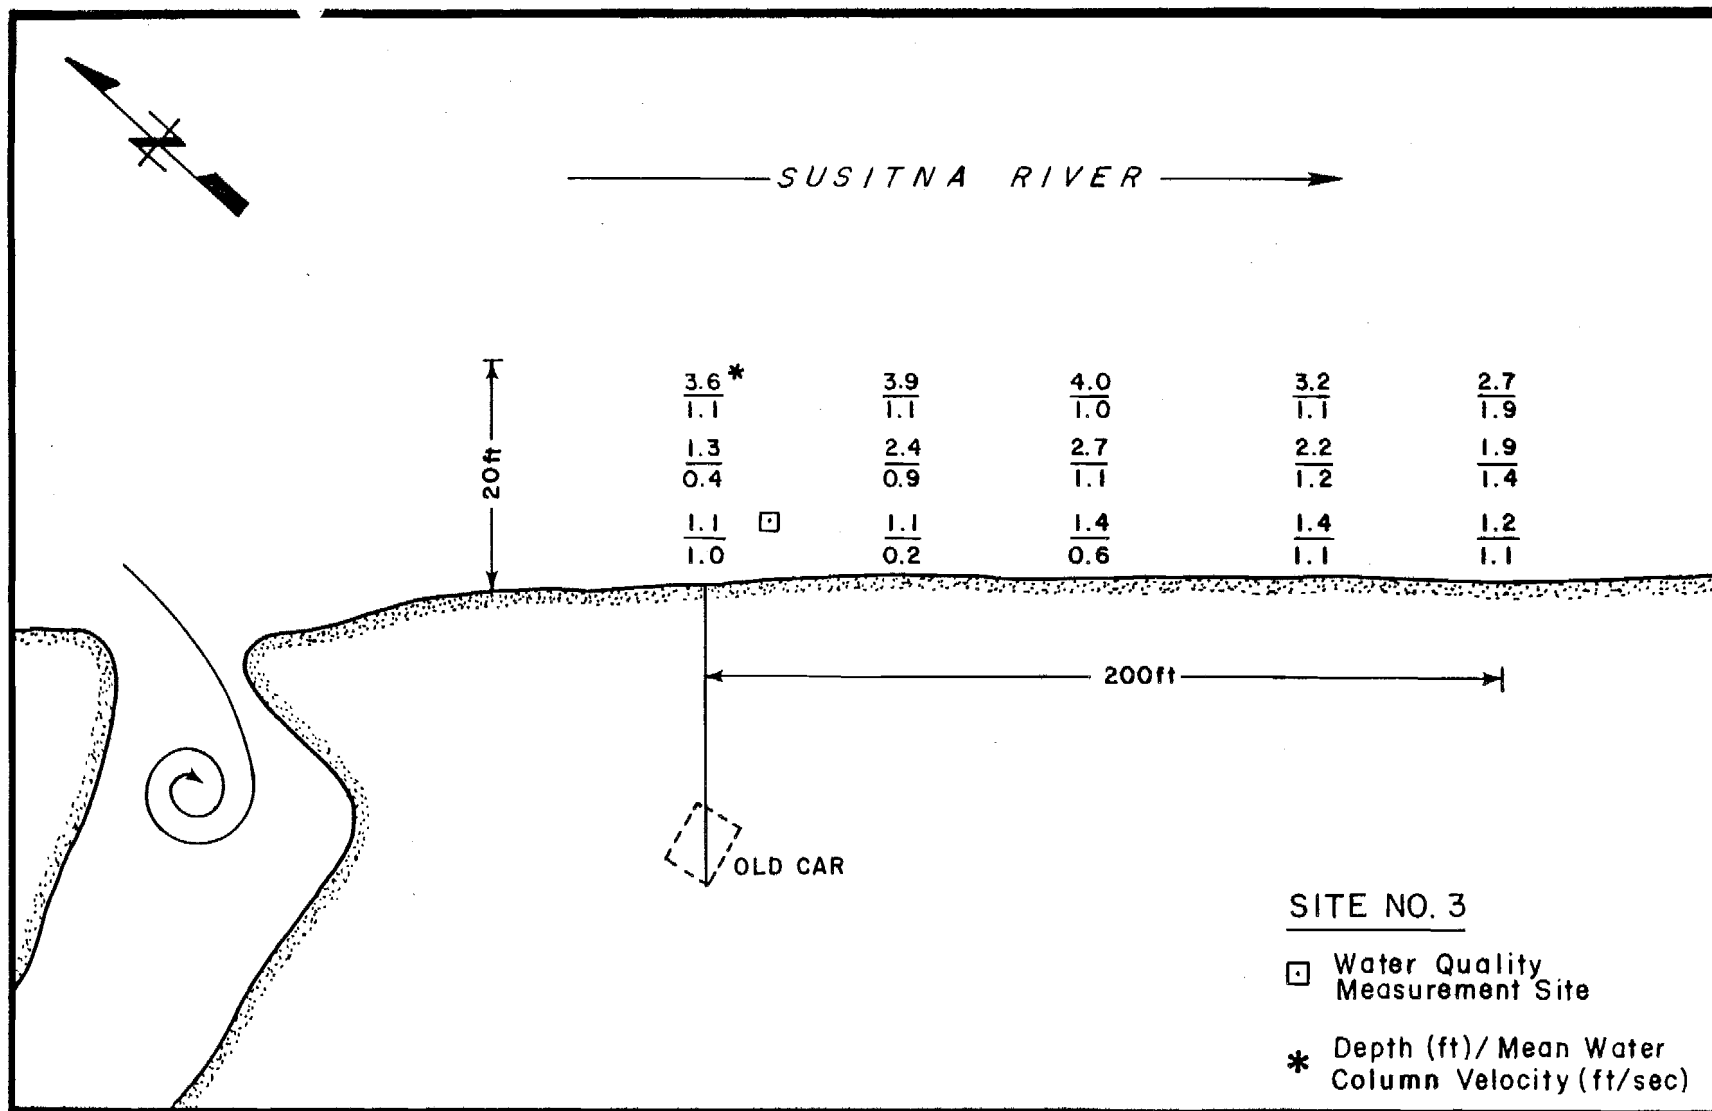 SUSITNA RIVER
20ft
3.6* 3.9 4.0 3.2 2.7
1.1 1.1 1.0 1.1 1.9
1.3 2.4 2.7 2.2 1.9
0.4 0.9 1.1 1.2 1.4
1.1 1.1 1.4 1.4 1.2
1.0 0.2 0.6 1.1 1.1
200ft
OLD CAR
SITE NO. 3
Water Quality
Measurement Site
* Depth (ft)/Mean Water
Column Velocity (ft/sec)